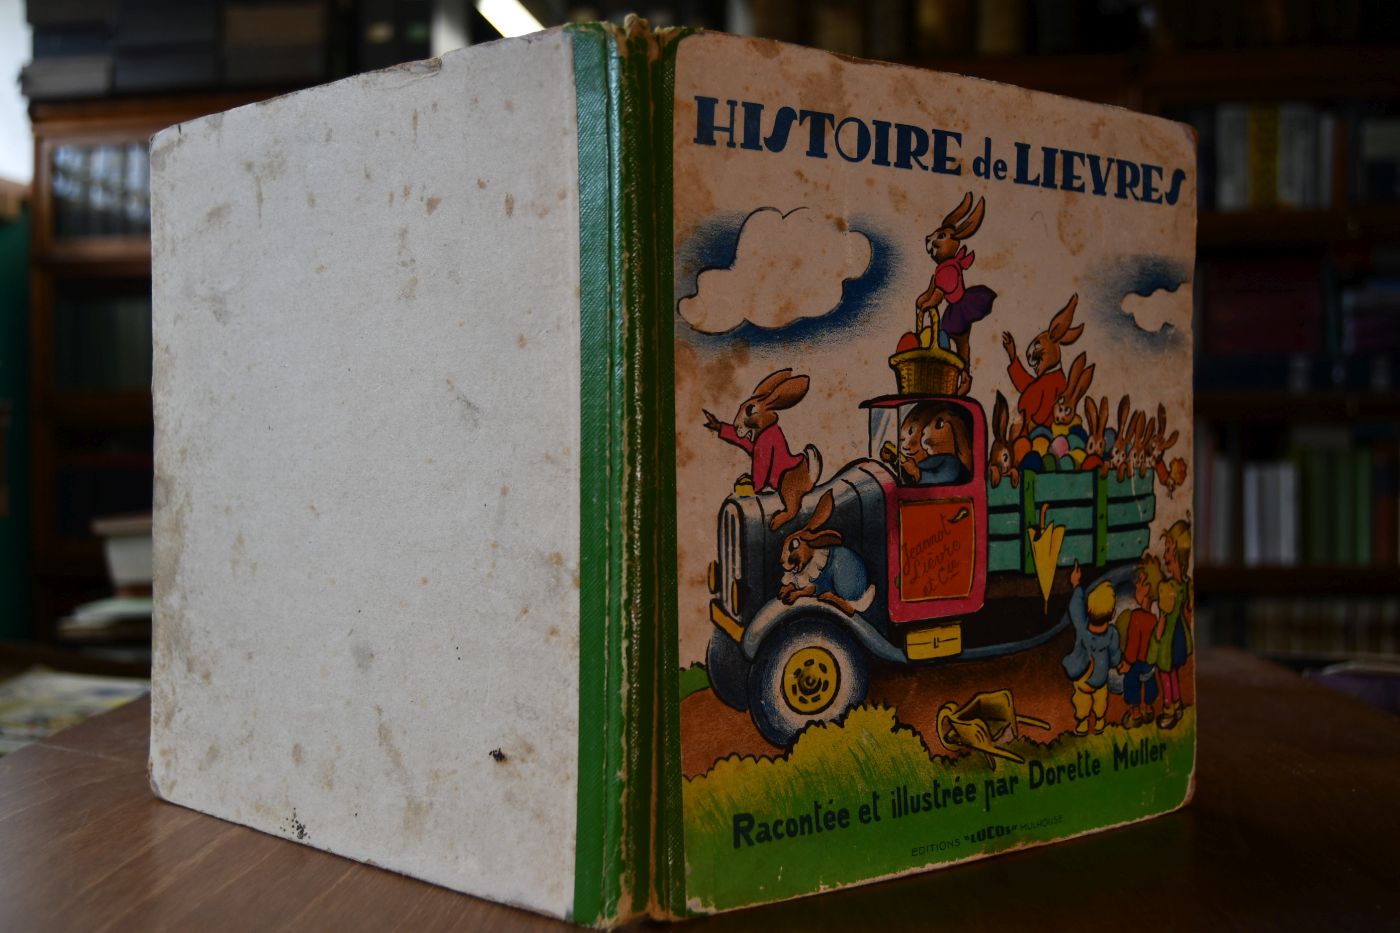 HISTOIRE de LIEVRES
Jeannot
Lièvre
et Cie
Racontée et illustrée par Dorette Muller
EDITIONS "LUCOS" MULHOUSE